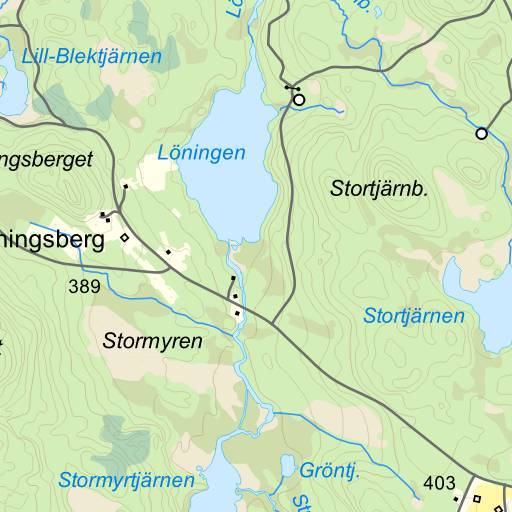 Lill-Blektjärnen
Löningen
ngsberget
Stortjärnb.
ningsberg
389
Stortjärnen
Stormyren
Gröntj.
Stormyrtjärnen
403